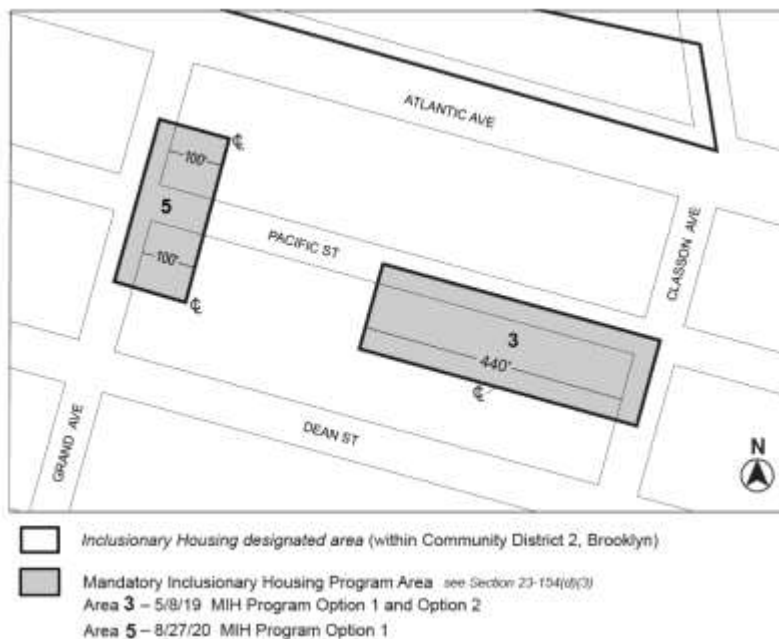 ATLANTIC AVE
100'
5
PACIFIC ST
CLASSON AVE
100'
3
440'
DEAN ST
GRAND AVE
N
Inclusionary Housing designated area (within Community District 2, Brooklyn)
Mandatory Inclusionary Housing Program Area see Section 23-154(d)(3)
Area 3 – 5/8/19 MIH Program Option 1 and Option 2
Area 5 – 8/27/20 MIH Program Option 1